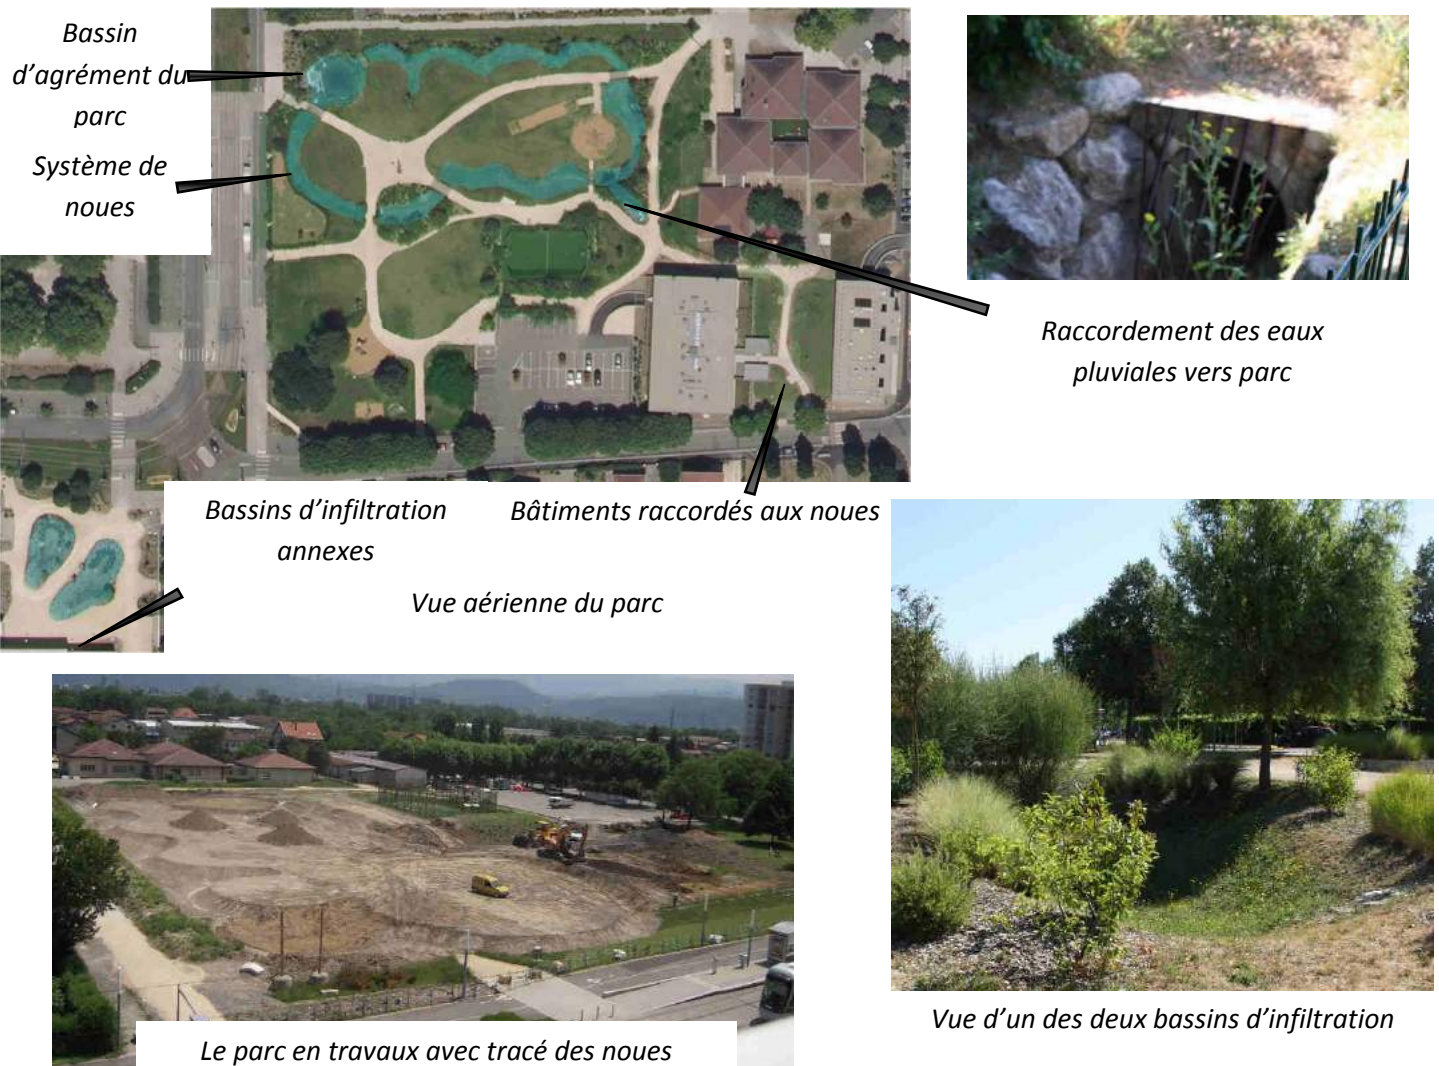 Bassin
d’agrément du
parc
Système de
noues
Raccordement des eaux
pluviales vers parc
Bassins d’infiltration
annexes
Bâtiments raccordés aux noues
Vue aérienne du parc
Vue d’un des deux bassins d’infiltration
Le parc en travaux avec tracé des noues